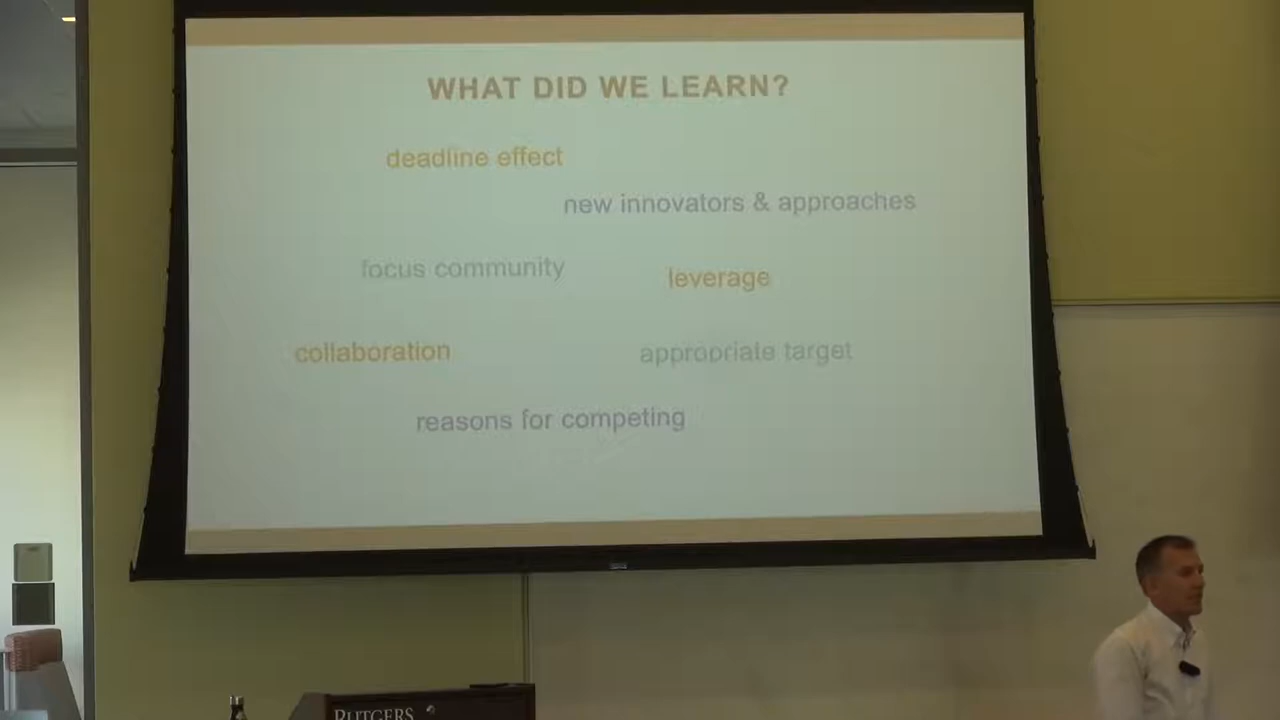 WHAT DID WE LEARN?
deadline effect
new innovators & approaches
focus community
leverage
collaboration
appropriate target
reasons for competing
RUTGERS